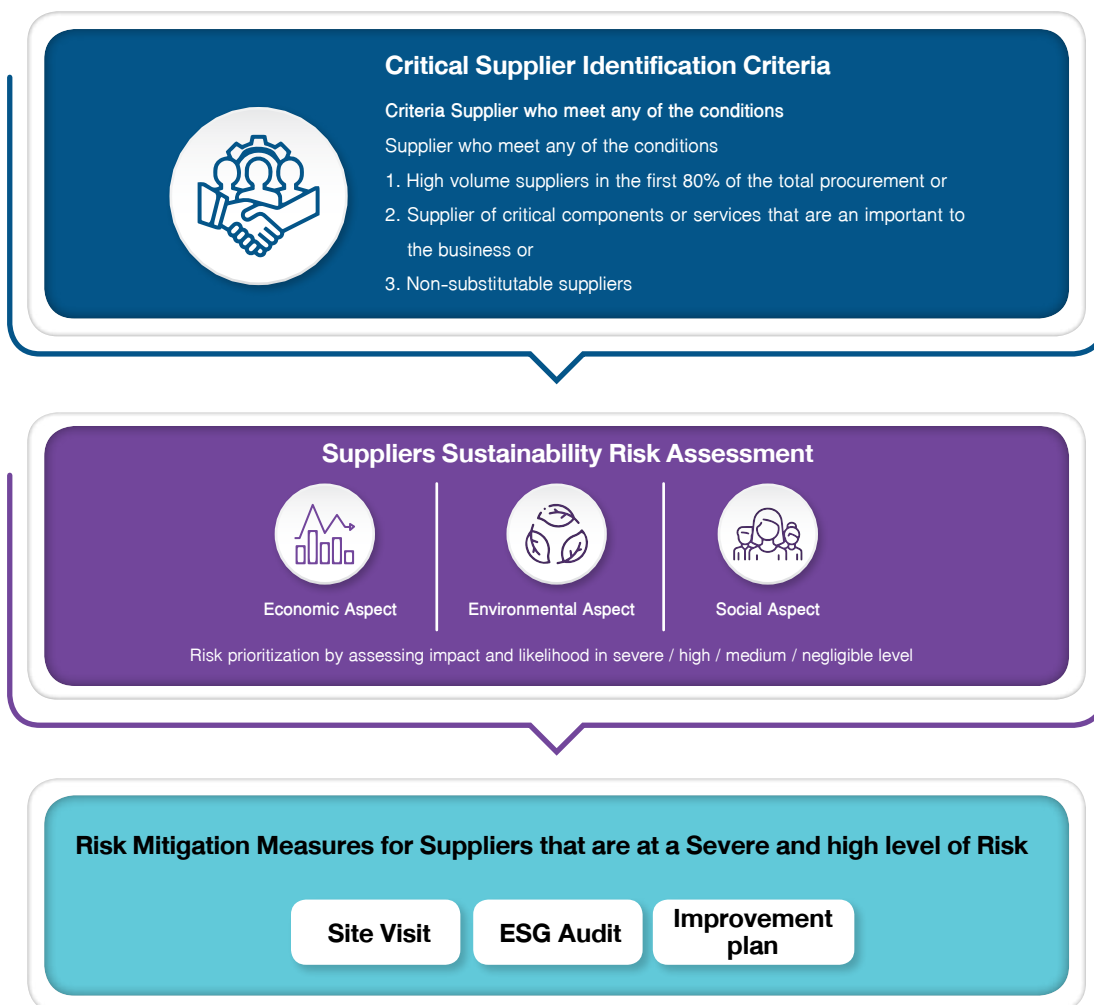 Critical Supplier Identification Criteria
Criteria Supplier who meet any of the conditions
Supplier who meet any of the conditions
1. High volume suppliers in the first 80% of the total procurement or
2. Supplier of critical components or services that are an important to
the business or
3. Non-substitutable suppliers
Suppliers Sustainability Risk Assessment
Economic Aspect
Environmental Aspect
Social Aspect
Risk prioritization by assessing impact and likelihood in severe / high / medium / negligible level
Risk Mitigation Measures for Suppliers that are at a Severe and high level of Risk
Site Visit
ESG Audit
Improvement
plan